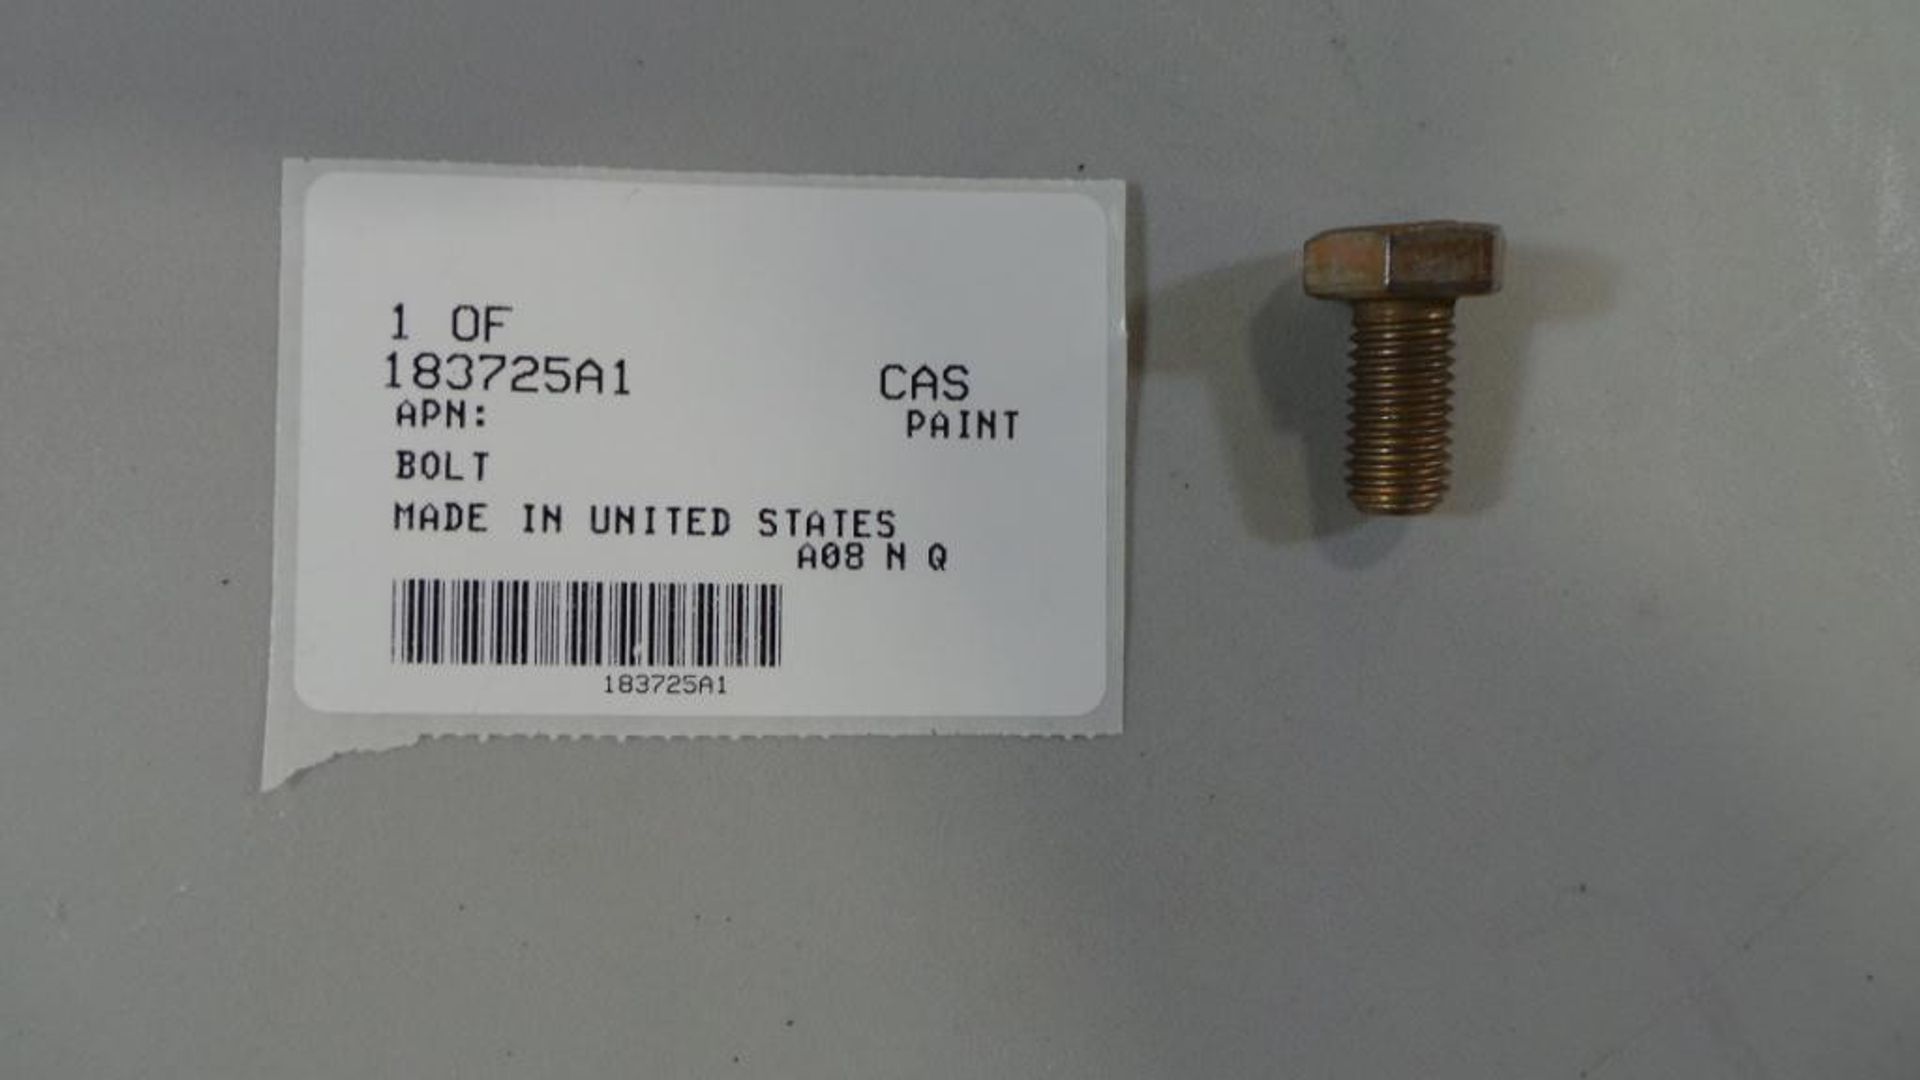 1 OF
183725A1 CAS
APN: PAINT
BOLT
MADE IN UNITED STATES
A08 N Q
183725A1